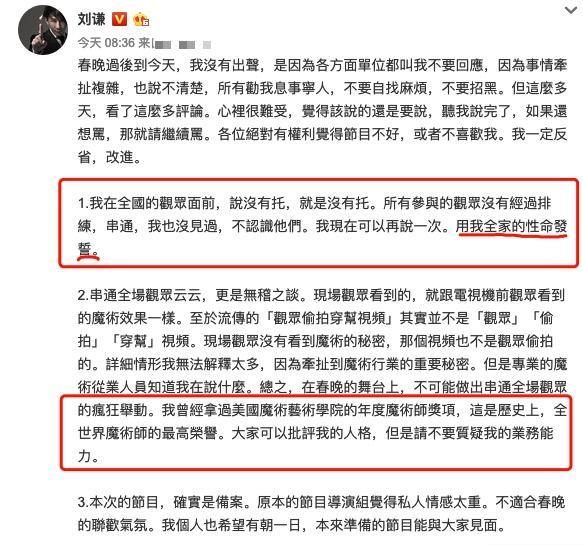 刘谦
今天 08:36 来
春晚過後到今天，我沒有出聲，是因為各方面單位都叫我不要回應，因為事情牽
扯複雜，也說不清楚，所有勸我息事寧人，不要自找麻煩，不要招黑。但這麼多
天，看了這麼多評論。心裡很難受，覺得該說的還是要說，聽我說完了，如果還
想罵，那就請繼續罵。各位絕對有權利覺得節目不好，或者不喜歡我。我一定反
省，改進。
1.我在全國的觀眾面前，說沒有托，就是沒有托。所有參與的觀眾沒有經過排
練，串通，我也沒見過，不認識他們。我現在可以再說一次。用我全家的性命發
誓。
2.串通全場觀眾云云，更是無稽之談。現場觀眾看到的，就跟電視機前觀眾看到
的魔術效果一樣。至於流傳的「觀眾偷拍穿幫視頻」其實並不是「觀眾」「偷
拍」「穿幫」視頻。現場觀眾沒有看到魔術的秘密，那個視頻也不是觀眾偷拍
的。詳細情形我無法解釋太多，因為牽扯到魔術行業的重要秘密。但是專業的魔
術從業人員知道我在說什麼。總之，在春晚的舞台上，不可能做出串通全場觀眾
的瘋狂舉動。我曾經拿過美國魔術藝術學院的年度魔術師獎項，這是歷史上，全
世界魔術師的最高榮譽。大家可以批評我的人格，但是請不要質疑我的業務能
力。
3.本次的節目，確實是備案。原本的節目導演組覺得私人情感太重。不適合春晚
的聯歡氣氛。我個人也希望有朝一日，本來準備的節目能與大家見面。